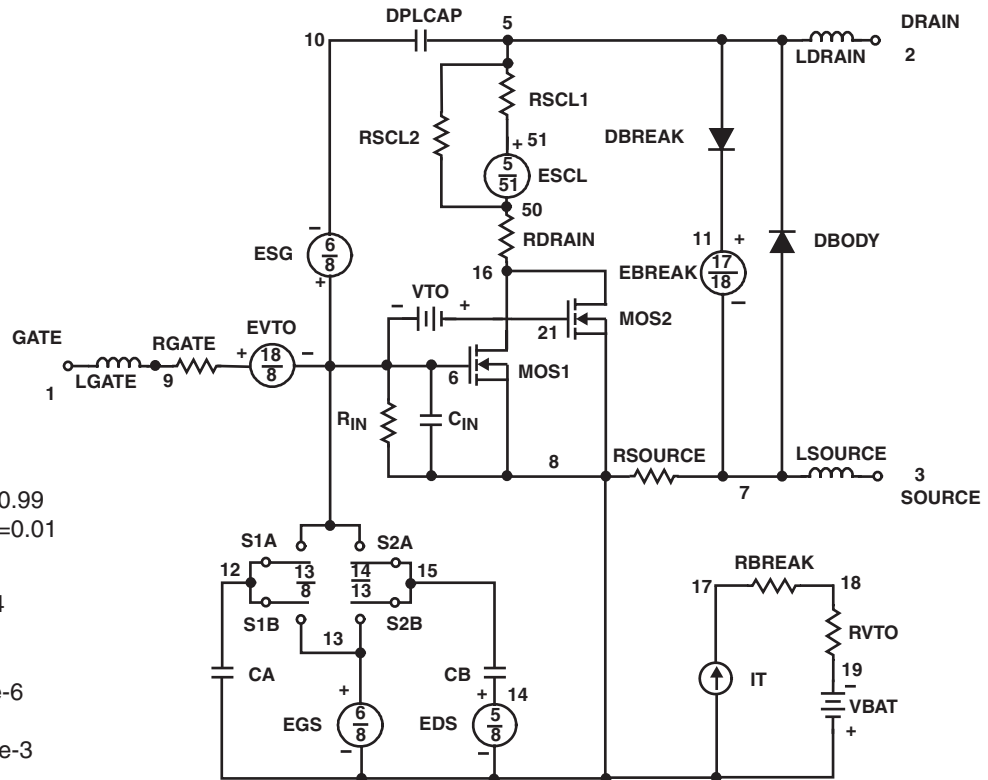 DPLCAP
5
DRAIN
10
2
LDRAIN
RSCL1
RSCL2
DBREAK
+ 51
5
51
ESCL
50
RDRAIN
DBODY
ESG
−
6
8
+
11
+
EBREAK
17
18
−
16
VTO
−
+
21
MOS2
GATE
1
LGATE
9
RGATE
EVTO
+
18
8
−
6
MOS1
RIN
CIN
8
RSOURCE
7
LSOURCE
3
SOURCE
0.99
=0.01
4
e-6
e-3
S1A
S2A
12
13
8
14
13
15
S1B
S2B
13
CA
CB
+
EGS
6
8
−
+
14
EDS
5
8
−
RBREAK
17
18
RVTO
19
IT
−
VBAT
+